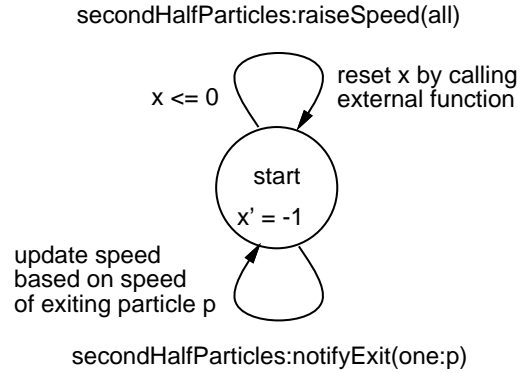 secondHalfParticles:raiseSpeed(all)
x <= 0
reset x by calling
external function
start
x' = -1
update speed
based on speed
of exiting particle p
secondHalfParticles:notifyExit(one:p)